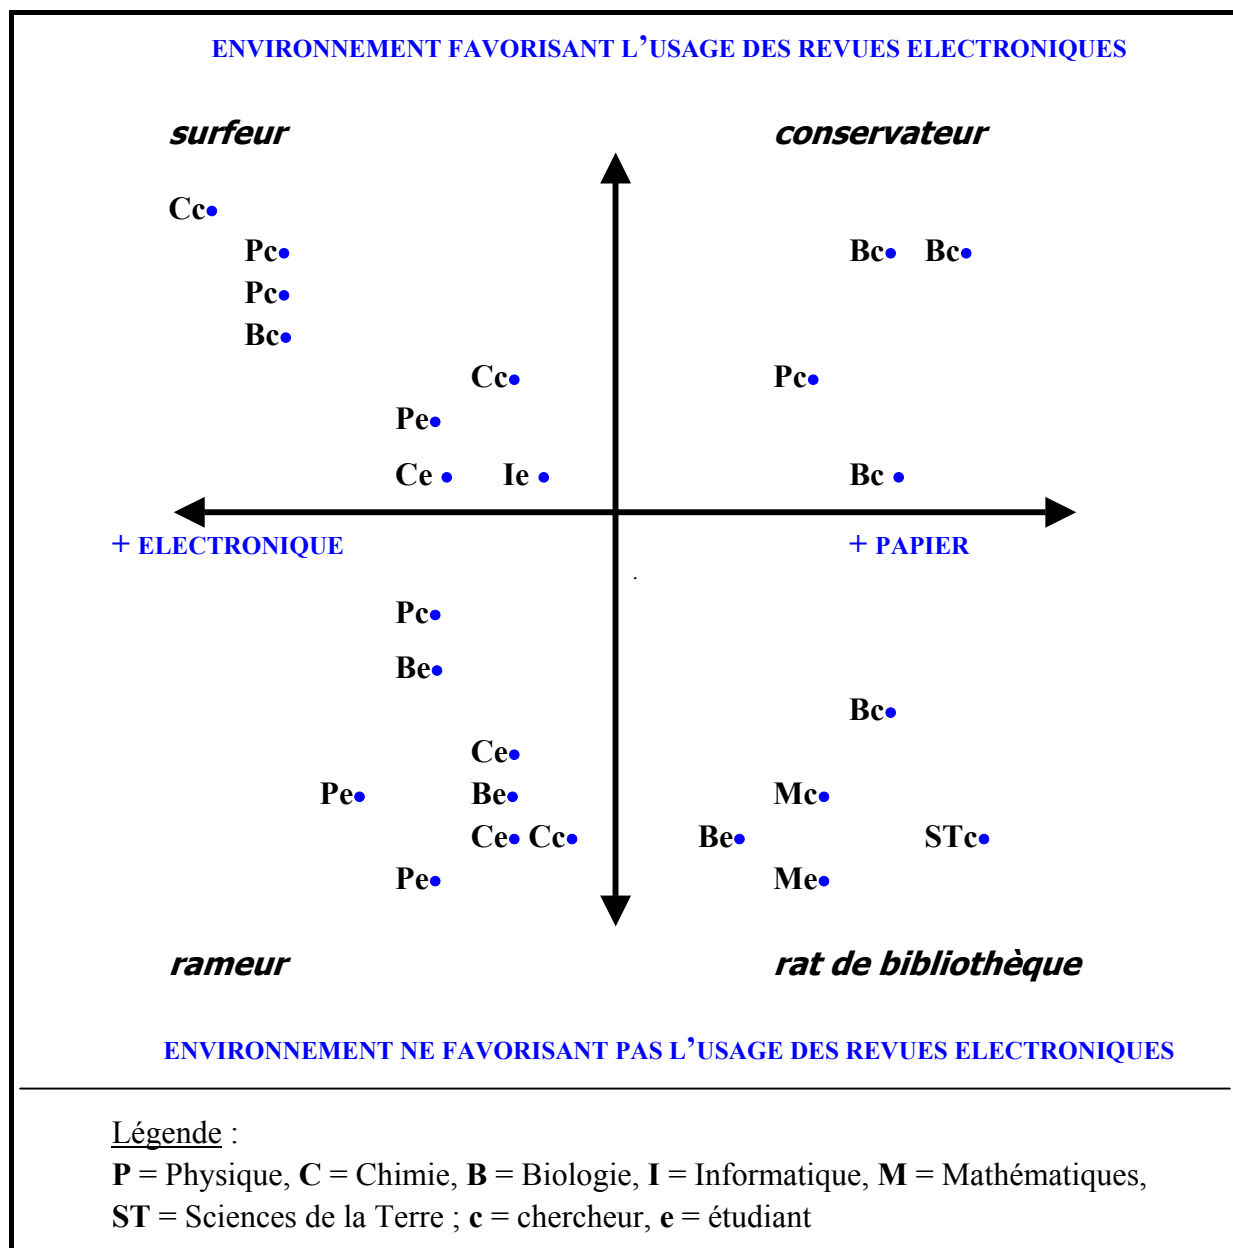 ENVIRONNEMENT FAVORISANT L'USAGE DES REVUES ELECTRONIQUES
surfeur conservateur
Cc
Pc Bc Bc
Pc
Bc
Cc Pc
Pe
Ce Ie Bc
+ ELECTRONIQUE + PAPIER
Pc
Be
Bc
Ce
Pe Be Mc
Ce Cc Be STc
Pe Me
rameur rat de bibliothèque
ENVIRONNEMENT NE FAVORISANT PAS L'USAGE DES REVUES ELECTRONIQUES
Légende :
P = Physique, C = Chimie, B = Biologie, I = Informatique, M = Mathématiques,
ST = Sciences de la Terre ; c = chercheur, e = étudiant